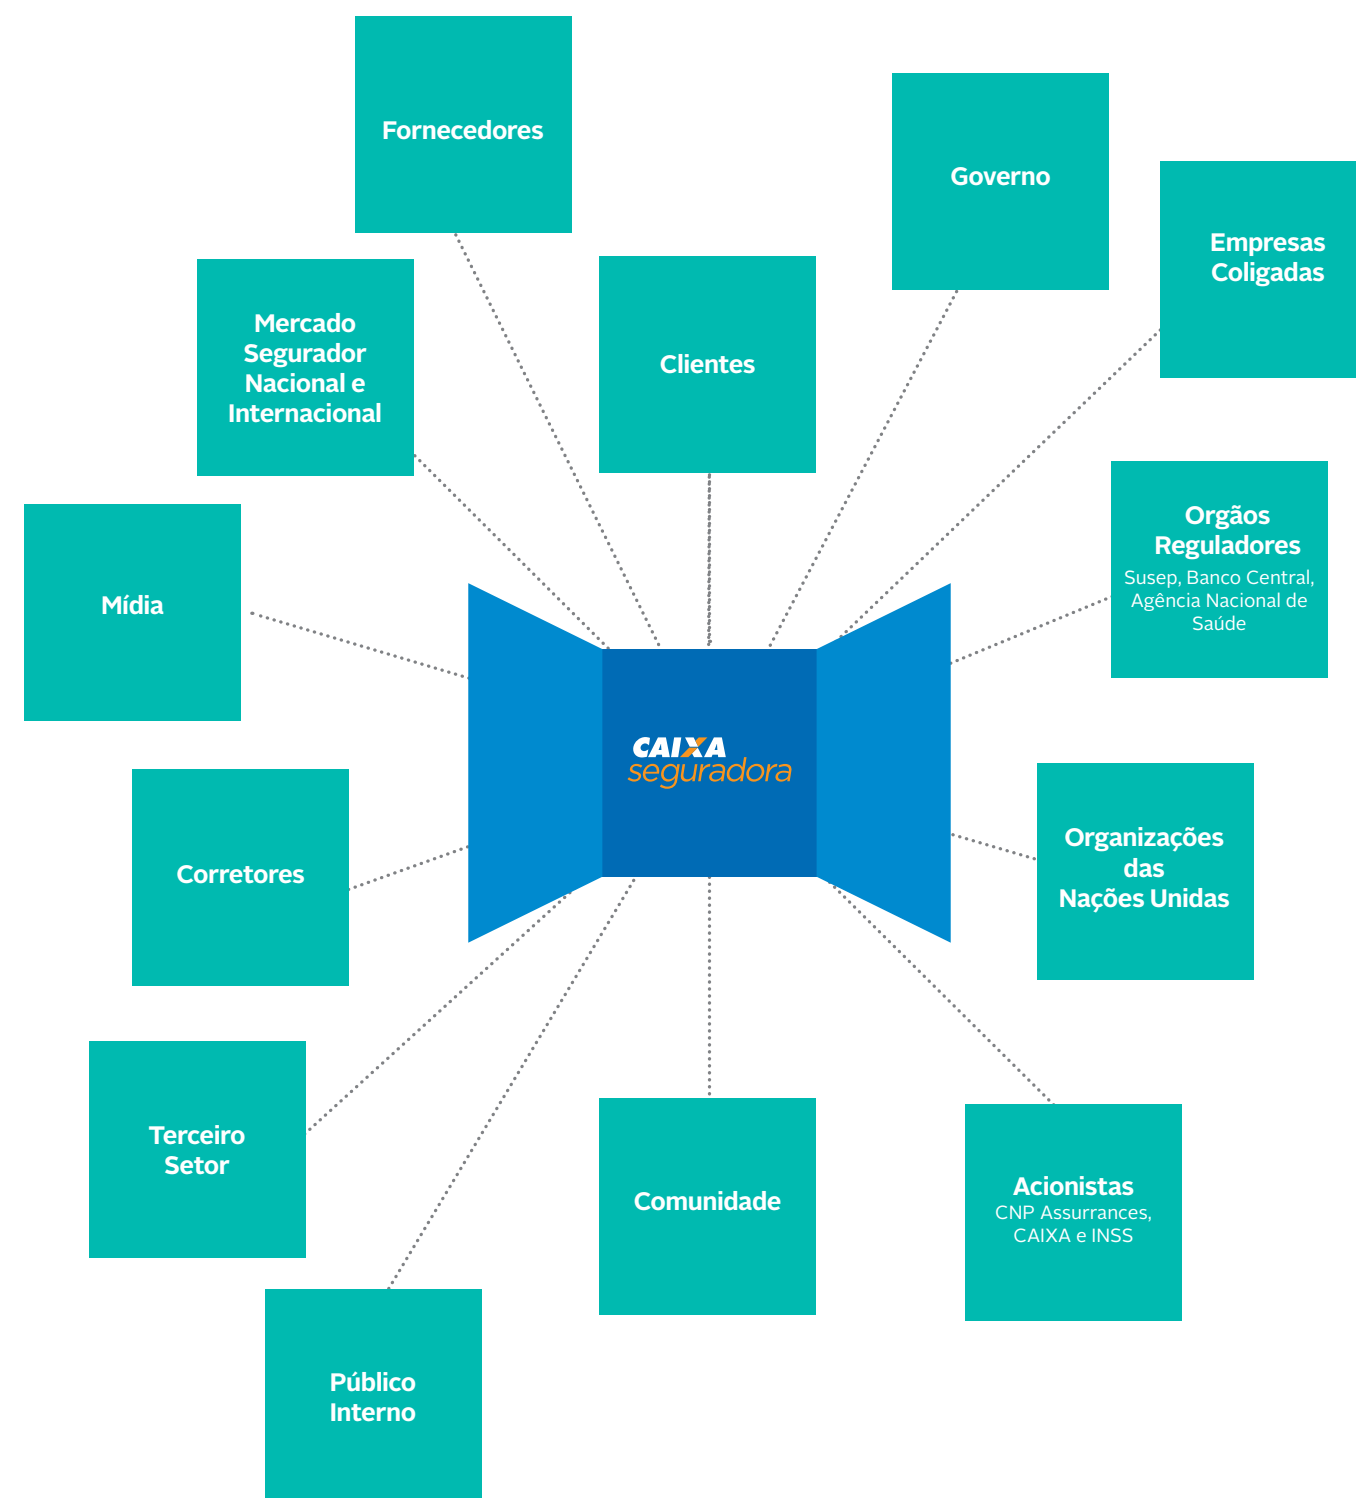 Fornecedores
Governo
Empresas
Coligadas
Mercado
Segurador
Nacional e
Internacional
Clientes
Orgãos
Reguladores
Susep, Banco Central,
Agência Nacional de
Saúde
Mídia
CAIXA
seguradora
Organizações
das
Nações Unidas
Corretores
Terceiro
Setor
Comunidade
Acionistas
CNP Assurrances,
CAIXA e INSS
Público
Interno